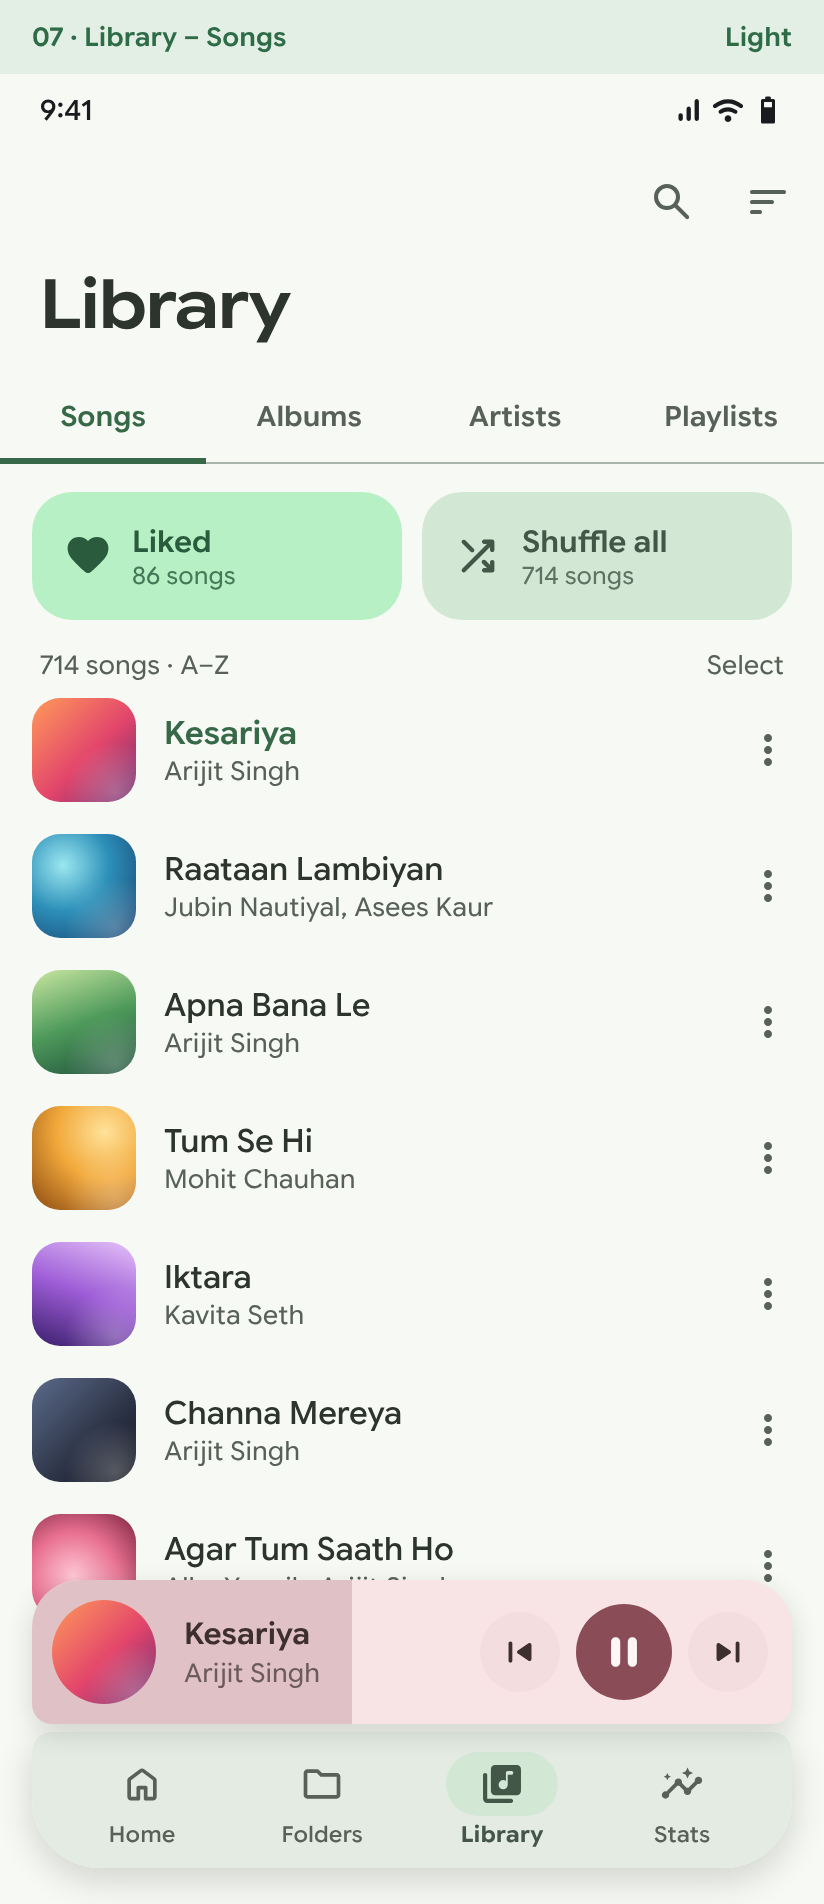 07 · Library – Songs
Light
9:41
Library
Songs
Albums
Artists
Playlists
Liked
86 songs
Shuffle all
714 songs
714 songs · A–Z
Select
Kesariya
Arijit Singh
Raataan Lambiyan
Jubin Nautiyal, Asees Kaur
Apna Bana Le
Arijit Singh
Tum Se Hi
Mohit Chauhan
Iktara
Kavita Seth
Channa Mereya
Arijit Singh
Agar Tum Saath Ho
Kesariya
Arijit Singh
Home
Folders
Library
Stats